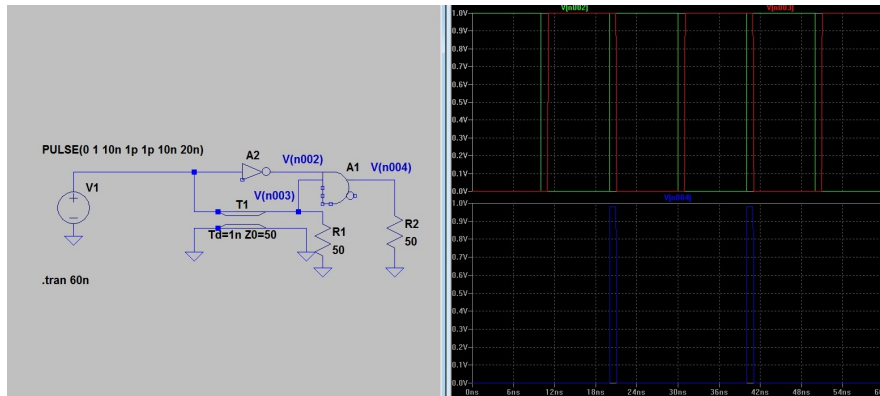 PULSE(0 1 10n 1p 1p 10n 20n)
A2
V(n002)
A1
V(n004)
V1
V(n003)
T1
R1
50
R2
50
Td=1n Z0=50
.tran 60n
V(n002)
V(n003)
1.0V
0.9V
0.8V
0.7V
0.6V
0.5V
0.4V
0.3V
0.2V
0.1V
0.0V
V(n004)
1.0V
0.9V
0.8V
0.7V
0.6V
0.5V
0.4V
0.3V
0.2V
0.1V
0.0V
0ns 6ns 12ns 18ns 24ns 30ns 36ns 42ns 48ns 54ns